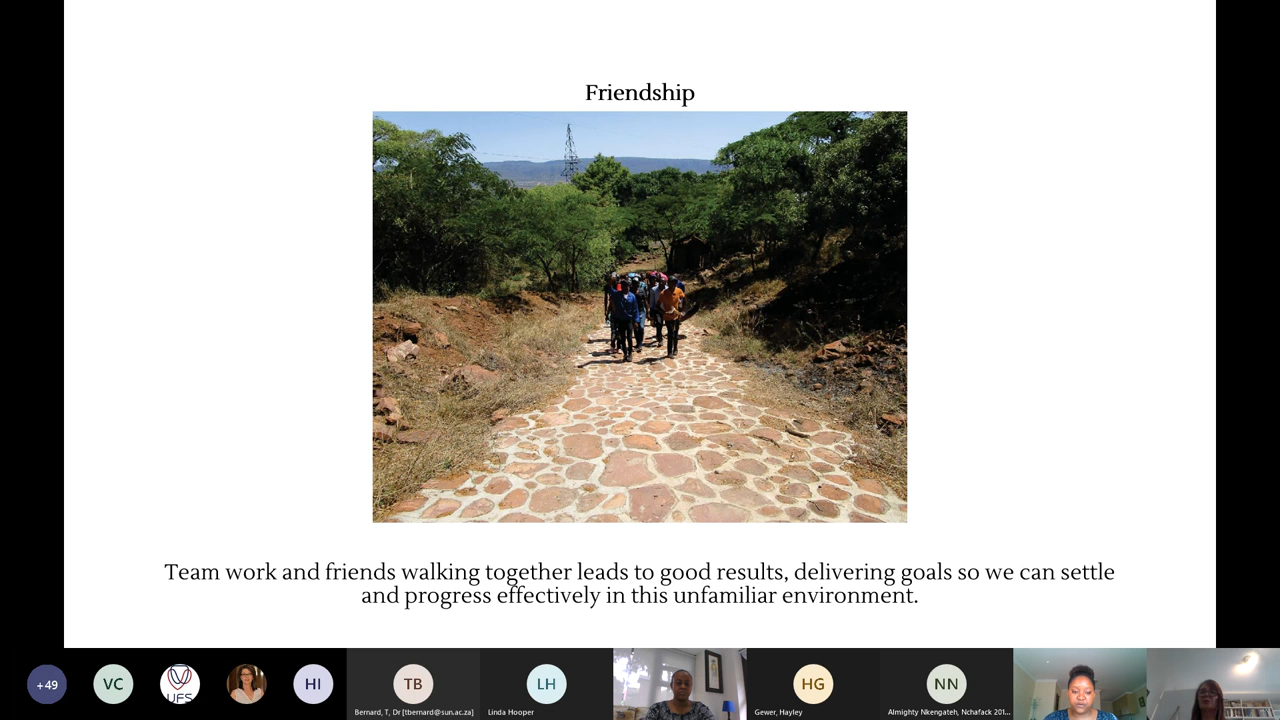 Friendship
Team work and friends walking together leads to good results, delivering goals so we can settle
and progress effectively in this unfamiliar environment.
+49
VC
UFS
HI
TB
LH
HG
NN
Bernard, T, Dr [tbernard@sun.ac.za]
Linda Hooper
Gewer, Hayley
Almighty Nkengateh, Nchafack 201...